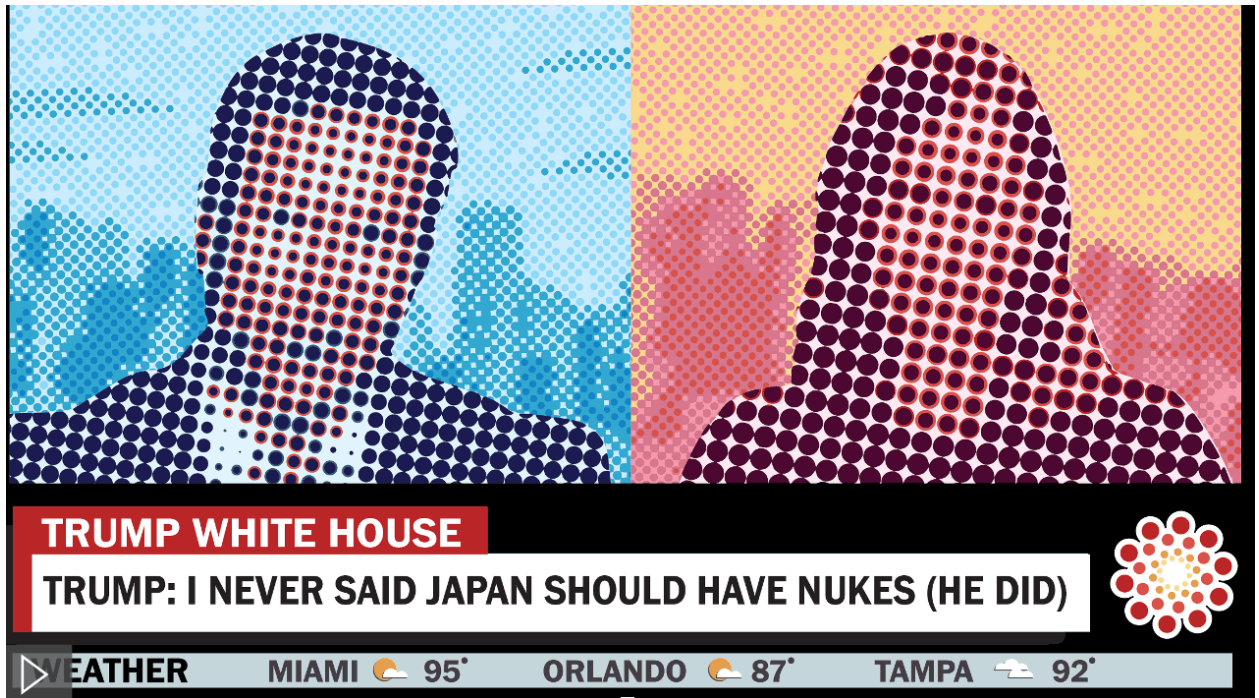 TRUMP WHITE HOUSE
TRUMP: I NEVER SAID JAPAN SHOULD HAVE NUKES (HE DID)
WEATHER MIAMI 95° ORLANDO 87° TAMPA 92°